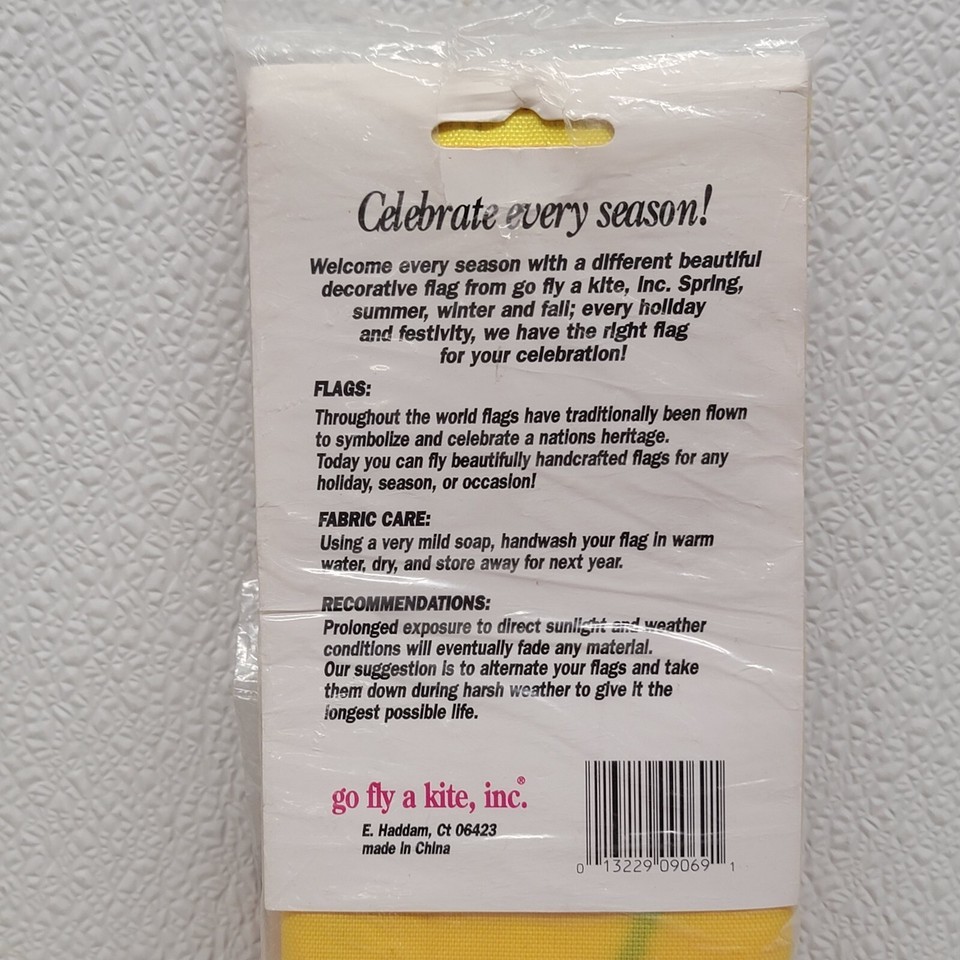 Celebrate every season!
Welcome every season with a different beautiful
decorative flag from go fly a kite, inc. Spring,
summer, winter and fall; every holiday
and festivity, we have the right flag
for your celebration!
FLAGS:
Throughout the world flags have traditionally been flown
to symbolize and celebrate a nations heritage.
Today you can fly beautifully handcrafted flags for any
holiday, season, or occasion!
FABRIC CARE:
Using a very mild soap, handwash your flag in warm
water, dry, and store away for next year.
RECOMMENDATIONS:
Prolonged exposure to direct sunlight and weather
conditions will eventually fade any material.
Our suggestion is to alternate your flags and take
them down during harsh weather to give it the
longest possible life.
go fly a kite, inc.®
E. Haddam, Ct 06423
made in China
0 13229 09069 1